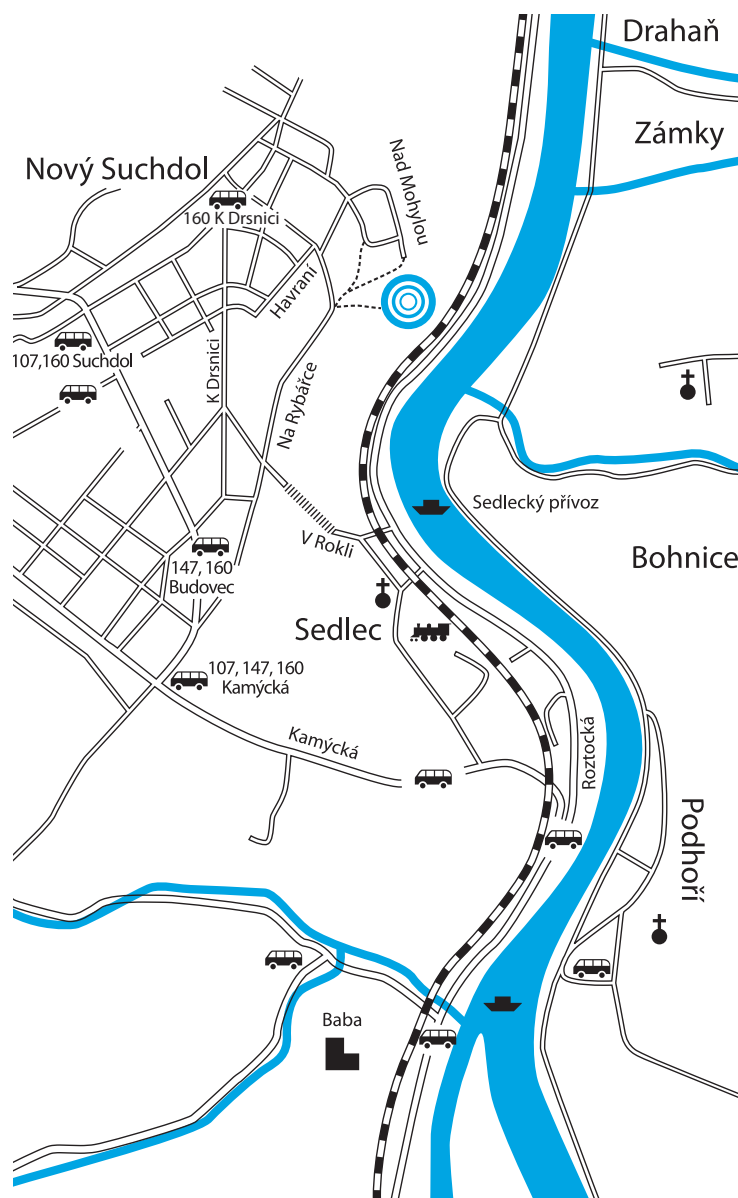 Drahaň
Zámky
Nový Suchdol
Nad Mohylou
160 K Drsnici
Havraní
107,160 Suchdol
K Drsnici
Na Rybářce
Sedlecký přívoz
V Rokli
147, 160
Budovec
Bohnice
Sedlec
107, 147, 160
Kamýcká
Kamýcká
Roztocká
Podhoří
Baba